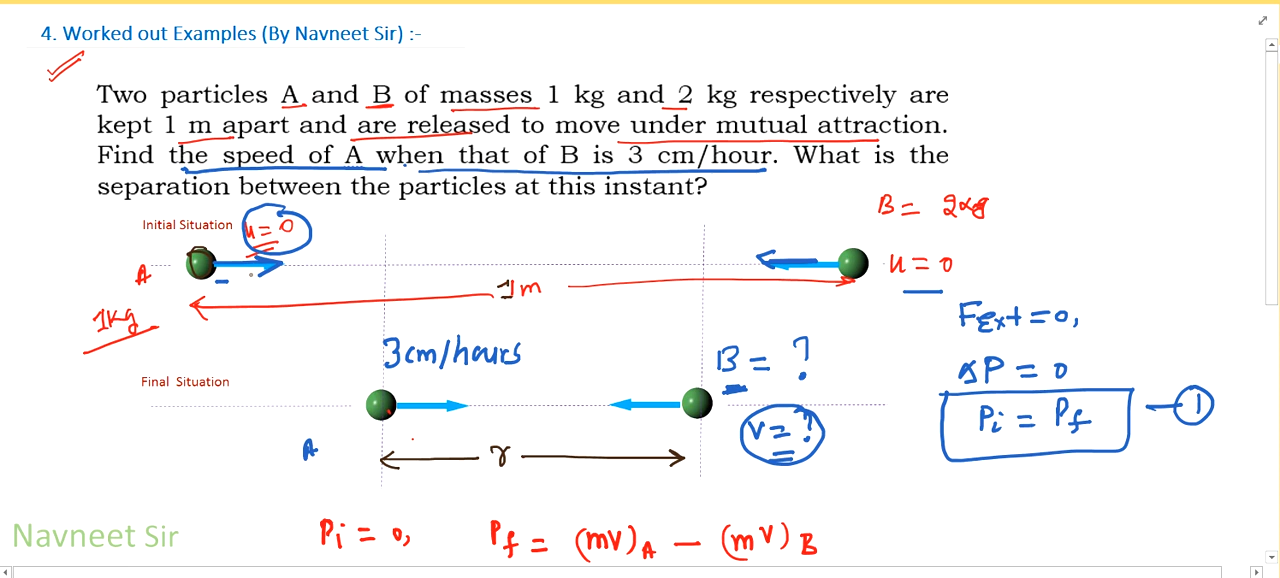 4. Worked out Examples (By Navneet Sir) :-
Two particles A and B of masses 1 kg and 2 kg respectively are
kept 1 m apart and are released to move under mutual attraction.
Find the speed of A when that of B is 3 cm/hour. What is the
separation between the particles at this instant?
B = 2kg
Initial Situation
u = 0
A
u = 0
1m
1kg
F Ext = 0,
3cm/hours
B = ?
ΔP = 0
Final Situation
Pi = Pf — 1
v = ?
A
r
Navneet Sir
Pi = 0, Pf = (mv)A — (mv)B